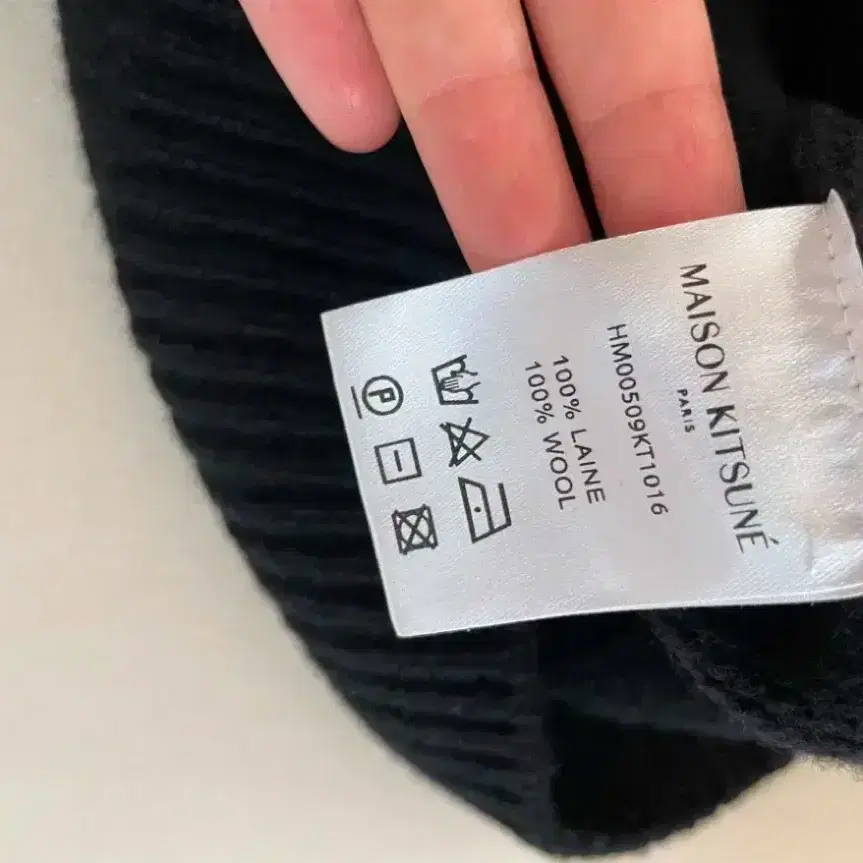 MAISON KITSUNÉ
PARIS
HM00509KT1016
100% LAINE
100% WOOL
P